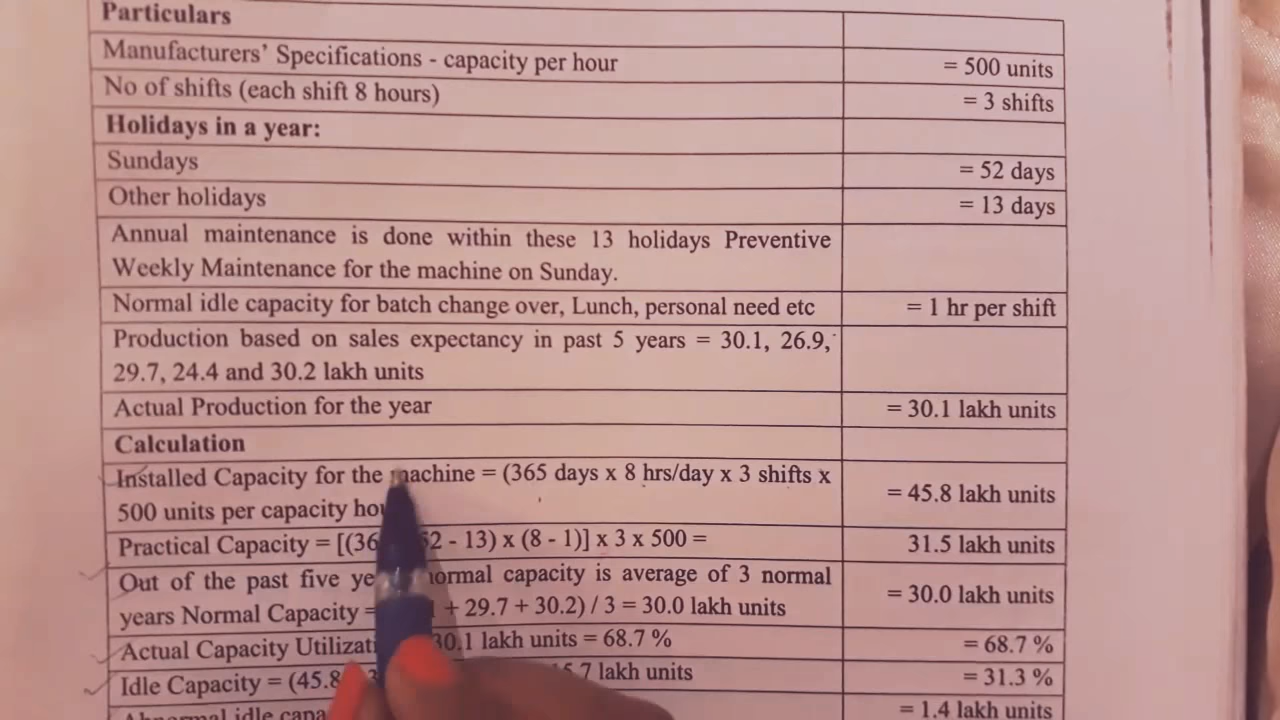 Particulars
Manufacturers' Specifications - capacity per hour = 500 units
No of shifts (each shift 8 hours) = 3 shifts
Holidays in a year:
Sundays = 52 days
Other holidays = 13 days
Annual maintenance is done within these 13 holidays Preventive
Weekly Maintenance for the machine on Sunday.
Normal idle capacity for batch change over, Lunch, personal need etc = 1 hr per shift
Production based on sales expectancy in past 5 years = 30.1, 26.9,
29.7, 24.4 and 30.2 lakh units
Actual Production for the year = 30.1 lakh units
Calculation
Installed Capacity for the machine = (365 days x 8 hrs/day x 3 shifts x
500 units per capacity = 45.8 lakh units
Practical Capacity = [(36 - 13) x (8 - 1)] x 3 x 500 = 31.5 lakh units
Out of the past five normal capacity is average of 3 normal
years Normal Capacity = + 29.7 + 30.2) / 3 = 30.0 lakh units = 30.0 lakh units
Actual Capacity 30.1 lakh units = 68.7 % = 68.7 %
Idle Capacity = (45.8 lakh units = 31.3 %
idle = 1.4 lakh units